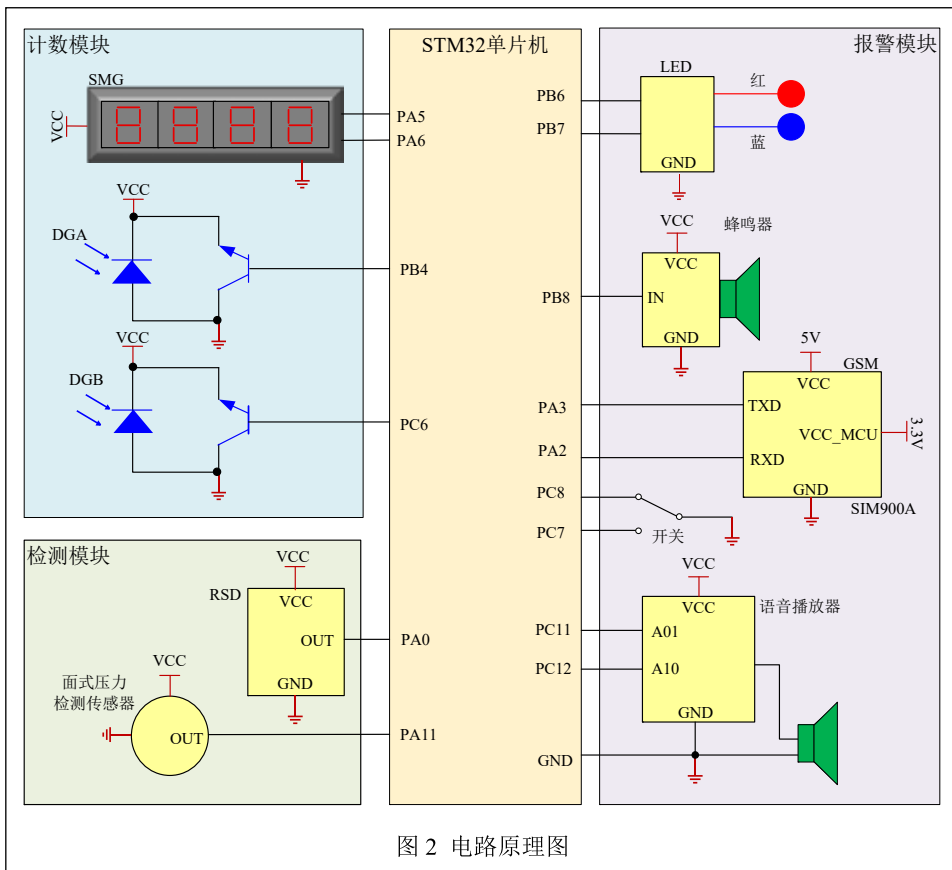 计数模块
SMG
VCC
VCC
DGA
VCC
DGB
STM32单片机
PA5
PA6
PB4
PC6
PA0
PA11
PB6
PB7
PB8
PA3
PA2
PC8
PC7
PC11
PC12
GND
检测模块
VCC
RSD
VCC
OUT
GND
VCC
面式压力
检测传感器
OUT
报警模块
LED
红
蓝
GND
VCC
蜂鸣器
VCC
IN
GND
5V
GSM
VCC
TXD
VCC_MCU
3.3V
RXD
GND
SIM900A
开关
VCC
语音播放器
VCC
A01
A10
GND
图 2 电路原理图